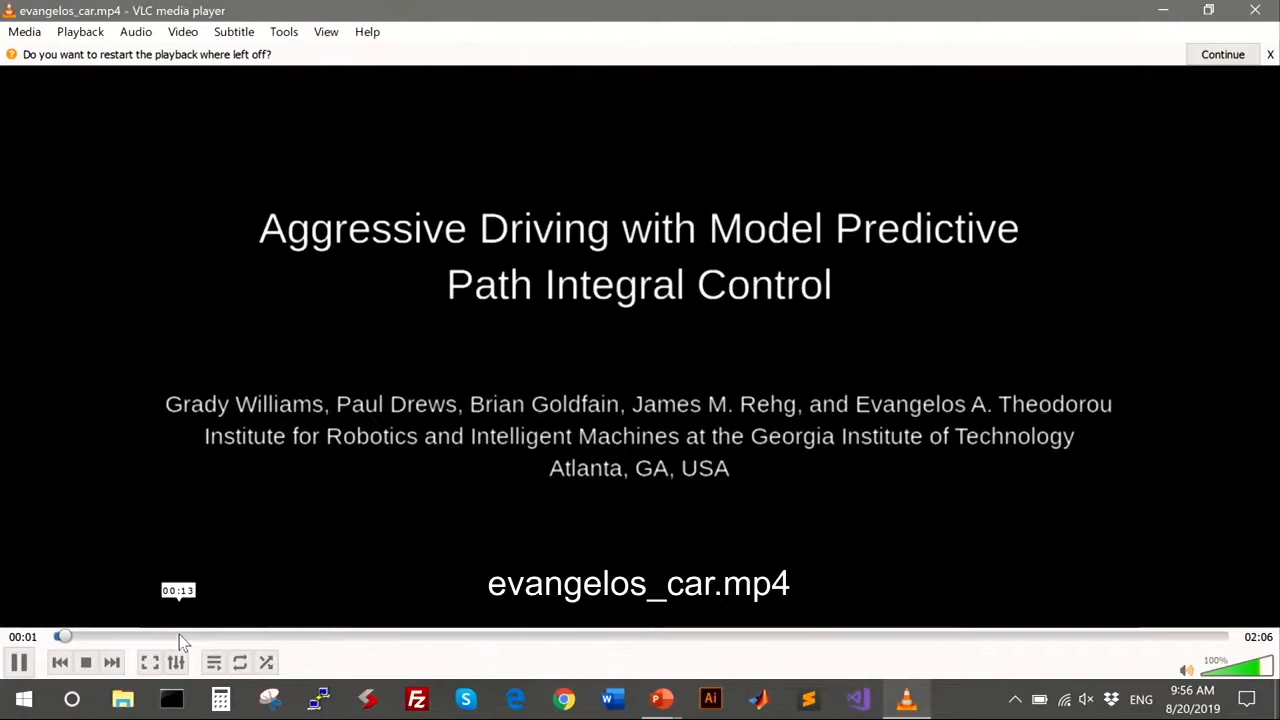 evangelos_car.mp4 - VLC media player
Media Playback Audio Video Subtitle Tools View Help
Do you want to restart the playback where left off? Continue X
Aggressive Driving with Model Predictive
Path Integral Control
Grady Williams, Paul Drews, Brian Goldfain, James M. Rehg, and Evangelos A. Theodorou
Institute for Robotics and Intelligent Machines at the Georgia Institute of Technology
Atlanta, GA, USA
evangelos_car.mp4
00:13
00:01 02:06
100%
ENG 9:56 AM
8/20/2019